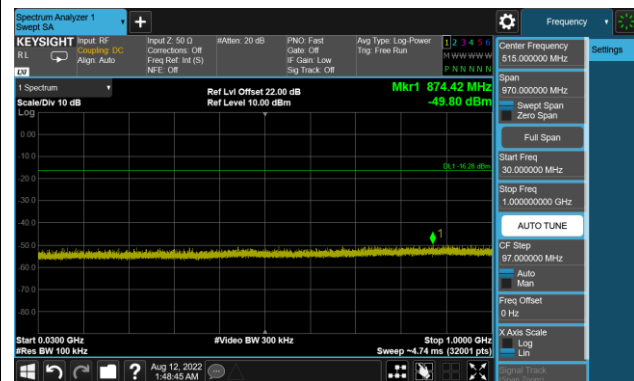 Spectrum Analyzer 1
Swept SA
Frequency
KEYSIGHT
RL
LXI
Input: RF
Coupling: DC
Align: Auto
Input Z: 50 Ω
Corrections: Off
Freq Ref: Int (S)
NFE: Off
#Atten: 20 dB
PNO: Fast
Gate: Off
IF Gain: Low
Sig Track: Off
Avg Type: Log-Power
Trig: Free Run
1 2 3 4 5 6
M W W W W W
P N N N N N
1 Spectrum
Scale/Div 10 dB
Log
Ref Lvl Offset 22.00 dB
Ref Level 10.00 dBm
Mkr1 874.42 MHz
-49.80 dBm
0.00
-10.0
DL1 -16.28 dBm
-20.0
-30.0
-40.0
1
-50.0
-60.0
-70.0
-80.0
Start 0.0300 GHz
#Res BW 100 kHz
#Video BW 300 kHz
Stop 1.0000 GHz
Sweep ~4.74 ms (32001 pts)
?
Aug 12, 2022
1:48:45 AM
Center Frequency
515.000000 MHz
Settings
Span
970.000000 MHz
Swept Span
Zero Span
Full Span
Start Freq
30.000000 MHz
Stop Freq
1.000000000 GHz
AUTO TUNE
CF Step
97.000000 MHz
Auto
Man
Freq Offset
0 Hz
X Axis Scale
Log
Lin
Signal Track